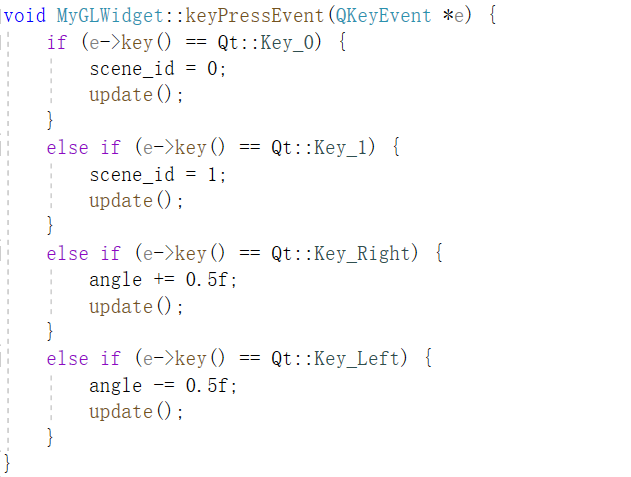 void MyGLWidget::keyPressEvent(QKeyEvent *e) {
    if (e->key() == Qt::Key_0) {
        scene_id = 0;
        update();
    }
    else if (e->key() == Qt::Key_1) {
        scene_id = 1;
        update();
    }
    else if (e->key() == Qt::Key_Right) {
        angle += 0.5f;
        update();
    }
    else if (e->key() == Qt::Key_Left) {
        angle -= 0.5f;
        update();
    }
}